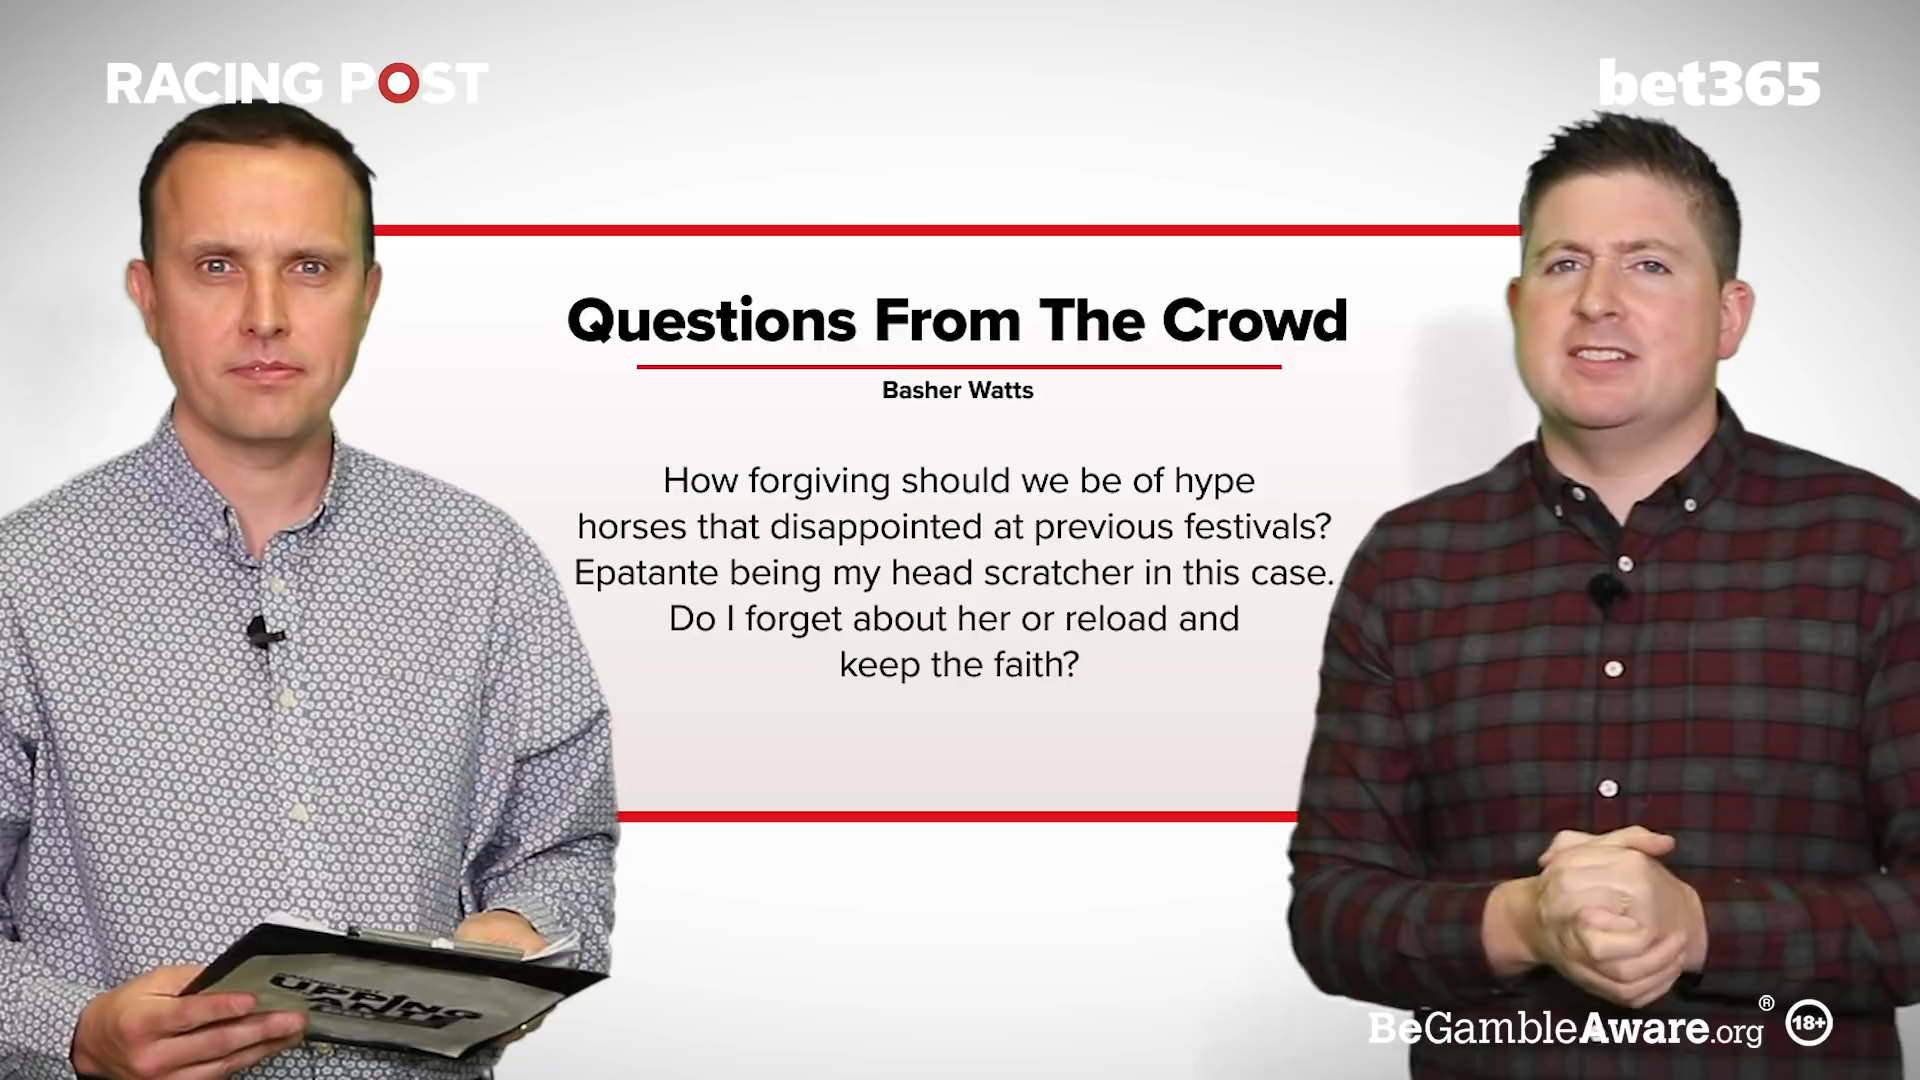 RACING POST
bet365
Questions From The Crowd
Basher Watts
How forgiving should we be of hype
horses that disappointed at previous festivals?
Epatante being my head scratcher in this case.
Do I forget about her or reload and
keep the faith?
UPPING
BeGambleAware.org®
18+